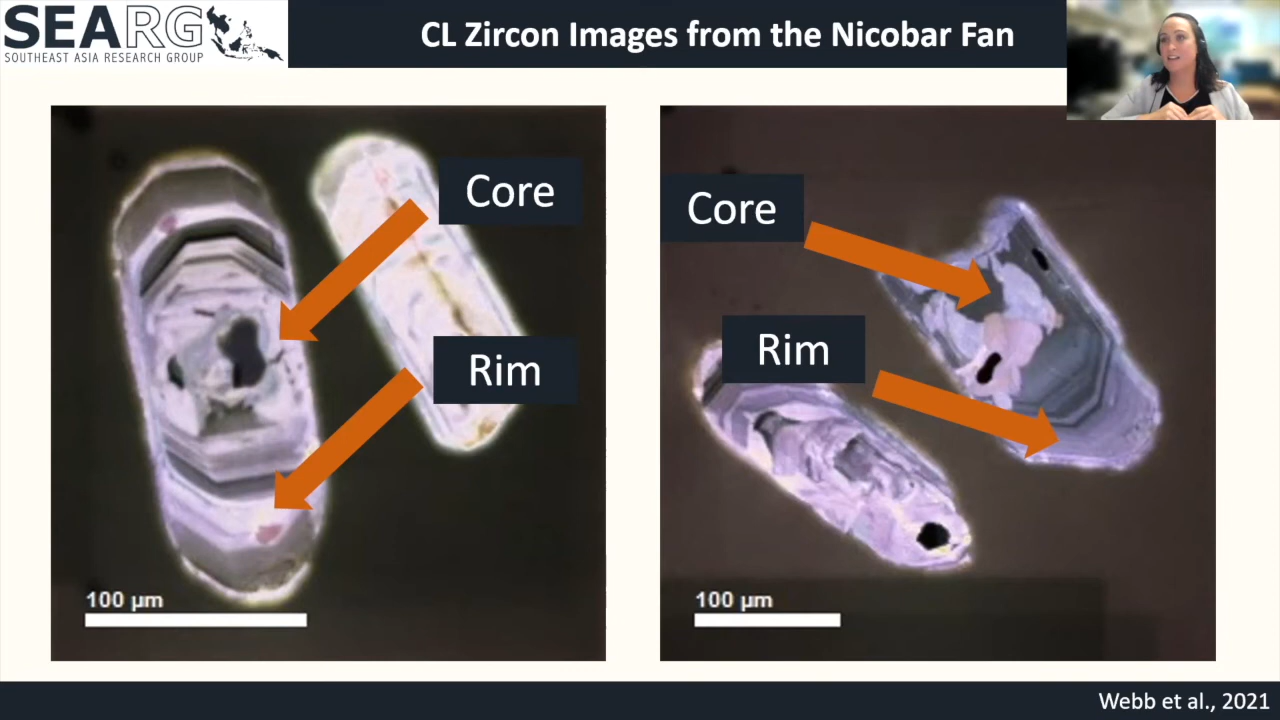 SEARG
SOUTHEAST ASIA RESEARCH GROUP
CL Zircon Images from the Nicobar Fan
Core
Rim
100 µm
Core
Rim
100 µm
Webb et al., 2021